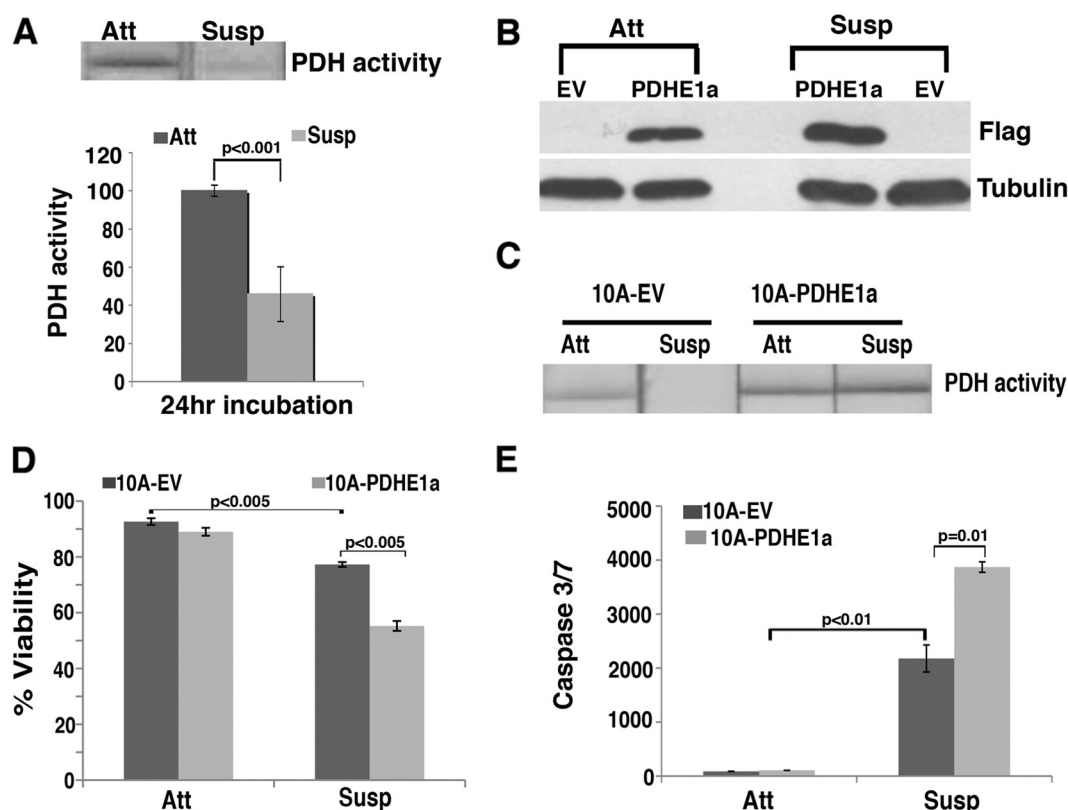 A
Att Susp
PDH activity
Att Susp
p<0.001
120
100
80
60
40
20
0
PDH activity
24hr incubation
B
Att Susp
EV PDHE1a PDHE1a EV
Flag
Tubulin
C
10A-EV 10A-PDHE1a
Att Susp Att Susp
PDH activity
D
10A-EV 10A-PDHE1a
p<0.005
p<0.005
100
80
60
40
20
0
% Viability
Att Susp
E
10A-EV
10A-PDHE1a
p=0.01
p<0.01
5000
4000
3000
2000
1000
0
Caspase 3/7
Att Susp